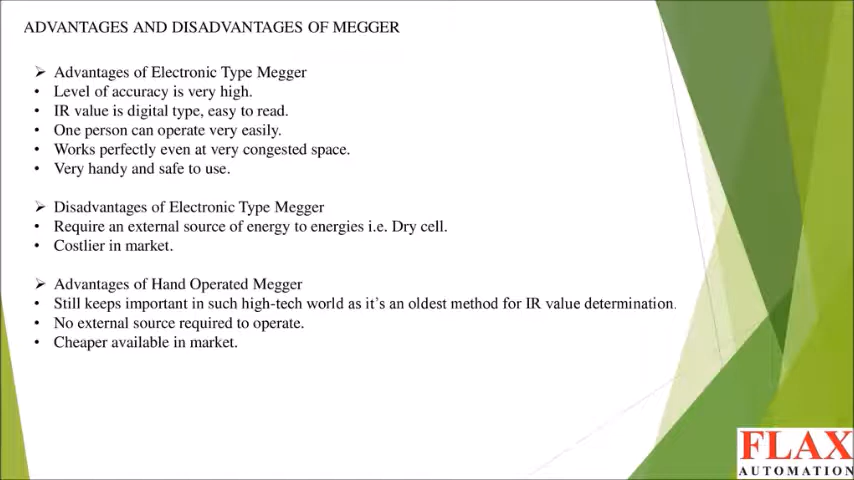 ADVANTAGES AND DISADVANTAGES OF MEGGER
➢ Advantages of Electronic Type Megger
• Level of accuracy is very high.
• IR value is digital type, easy to read.
• One person can operate very easily.
• Works perfectly even at very congested space.
• Very handy and safe to use.
➢ Disadvantages of Electronic Type Megger
• Require an external source of energy to energies i.e. Dry cell.
• Costlier in market.
➢ Advantages of Hand Operated Megger
• Still keeps important in such high-tech world as it's an oldest method for IR value determination.
• No external source required to operate.
• Cheaper available in market.
FLAX
AUTOMATION